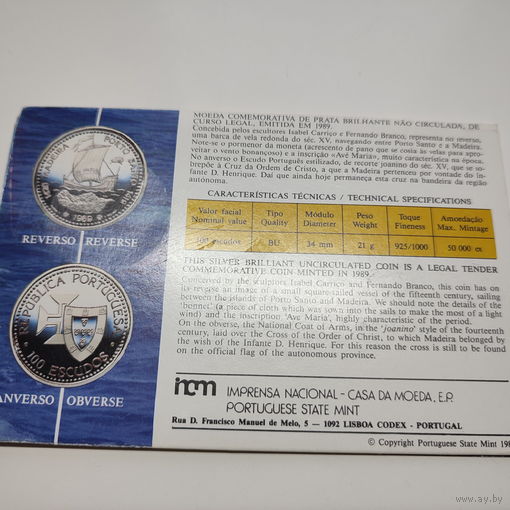 MOEDA COMEMORATIVA DE PRATA BRILHANTE NÃO CIRCULADA, DE
CURSO LEGAL, EMITIDA EM 1989.
Concebida pelos escultores Isabel Carriço e Fernando Branco, representa no reverso,
uma barca de vela redonda do séc. XV, navegando entre Porto Santo e a Madeira.
Note-se o pormenor da moneta (acrescento de pano que se cosia às velas para apro-
veitar o vento bonançoso) e a inscrição «Avé Maria», muito característica na época.
No anverso o Escudo Português estilizado, de recorte joanino do séc. XV, que se so-
brepõe à Cruz da Ordem de Cristo, a que a Madeira pertenceu por vontade do In-
fante D. Henrique. Daí que ainda hoje permaneça esta cruz na bandeira da região
autónoma.
CARACTERÍSTICAS TÉCNICAS / TECHNICAL SPECIFICATIONS
Valor facial Tipo Módulo Peso Toque Amoedação
Nominal value Quality Diameter Weight Fineness Max. Mintage
100 escudos BU 34 mm 21 g 925/1000 50 000 ex
THIS SILVER BRILLIANT UNCIRCULATED COIN IS A LEGAL TENDER
COMMEMORATIVE COIN MINTED IN 1989.
Conceived by the sculptors Isabel Carriço and Fernando Branco, this coin has on
its reverse an image of a small square-sailed vessel of the fifteenth century, sailing
between the islands of Porto Santo and Madeira. We should note the detail of the
bonnet (a piece of cloth which was sown into the sails to make the most of a light
wind) and the inscription 'Ave Maria', highly characteristic of the period.
On the obverse, the National Coat of Arms, in the 'joanino' style of the fourteenth
century, laid over the Cross of the Order of Christ, to which Madeira belonged by
the wish of the Infante D. Henrique. For this reason the cross is still to be found
on the official flag of the autonomous province.
1989
REVERSO REVERSE
REPÚBLICA PORTUGUESA
100 ESCUDOS
ANVERSO OBVERSE
incm IMPRENSA NACIONAL - CASA DA MOEDA, E.P.
PORTUGUESE STATE MINT
Rua D. Francisco Manuel de Melo, 5 — 1092 LISBOA CODEX - PORTUGAL
© Copyright Portuguese State Mint 198
www.ay.by